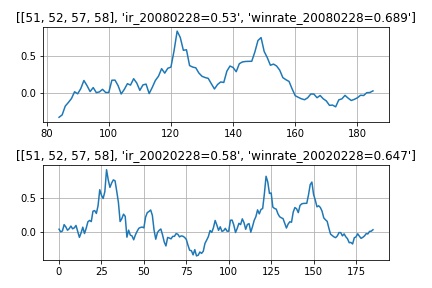 [[51, 52, 57, 58], 'ir_20080228=0.53', 'winrate_20080228=0.689']
0.5
0.0
80 100 120 140 160 180
[[51, 52, 57, 58], 'ir_20020228=0.58', 'winrate_20020228=0.647']
0.5
0.0
0 25 50 75 100 125 150 175